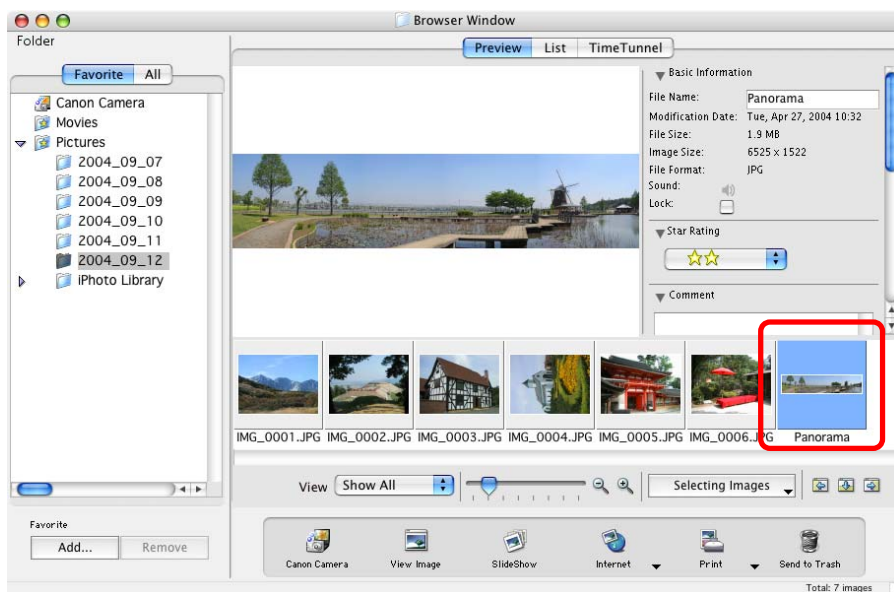 Browser Window
Folder
Preview List TimeTunnel
Favorite All
Canon Camera
Movies
Pictures
2004_09_07
2004_09_08
2004_09_09
2004_09_10
2004_09_11
2004_09_12
iPhoto Library
Basic Information
File Name: Panorama
Modification Date: Tue, Apr 27, 2004 10:32
File Size: 1.9 MB
Image Size: 6525 x 1522
File Format: JPG
Sound:
Lock:
Star Rating
Comment
IMG_0001.JPG IMG_0002.JPG IMG_0003.JPG IMG_0004.JPG IMG_0005.JPG IMG_0006.JPG Panorama
View Show All Selecting Images
Favorite
Add... Remove
Canon Camera View Image SlideShow Internet Print Send to Trash
Total: 7 images